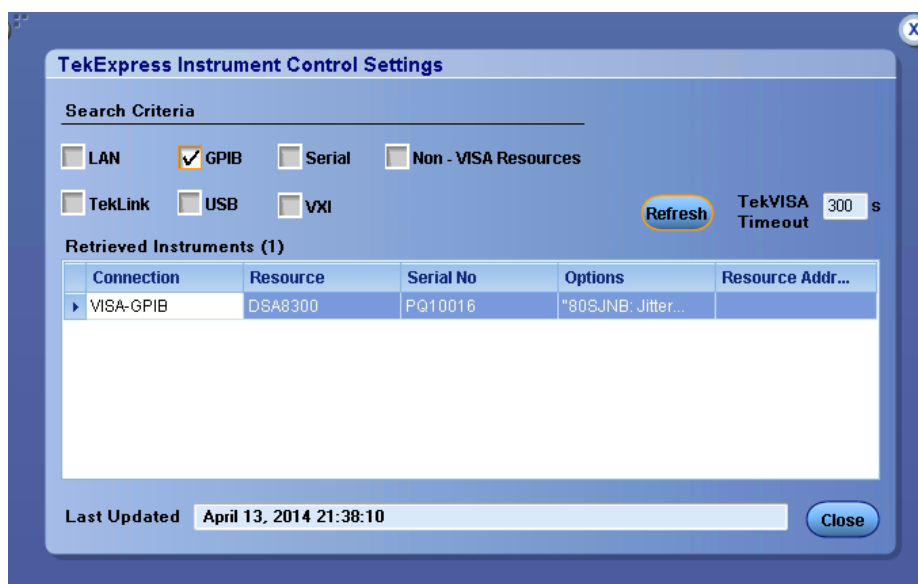 TekExpress Instrument Control Settings
Search Criteria
LAN GPIB Serial Non - VISA Resources
TekLink USB VXI
Refresh TekVISA Timeout 300 s
Retrieved Instruments (1)
Connection Resource Serial No Options Resource Addr...
VISA-GPIB DSA8300 PQ10016 "80SJNB: Jitter...
Last Updated April 13, 2014 21:38:10 Close